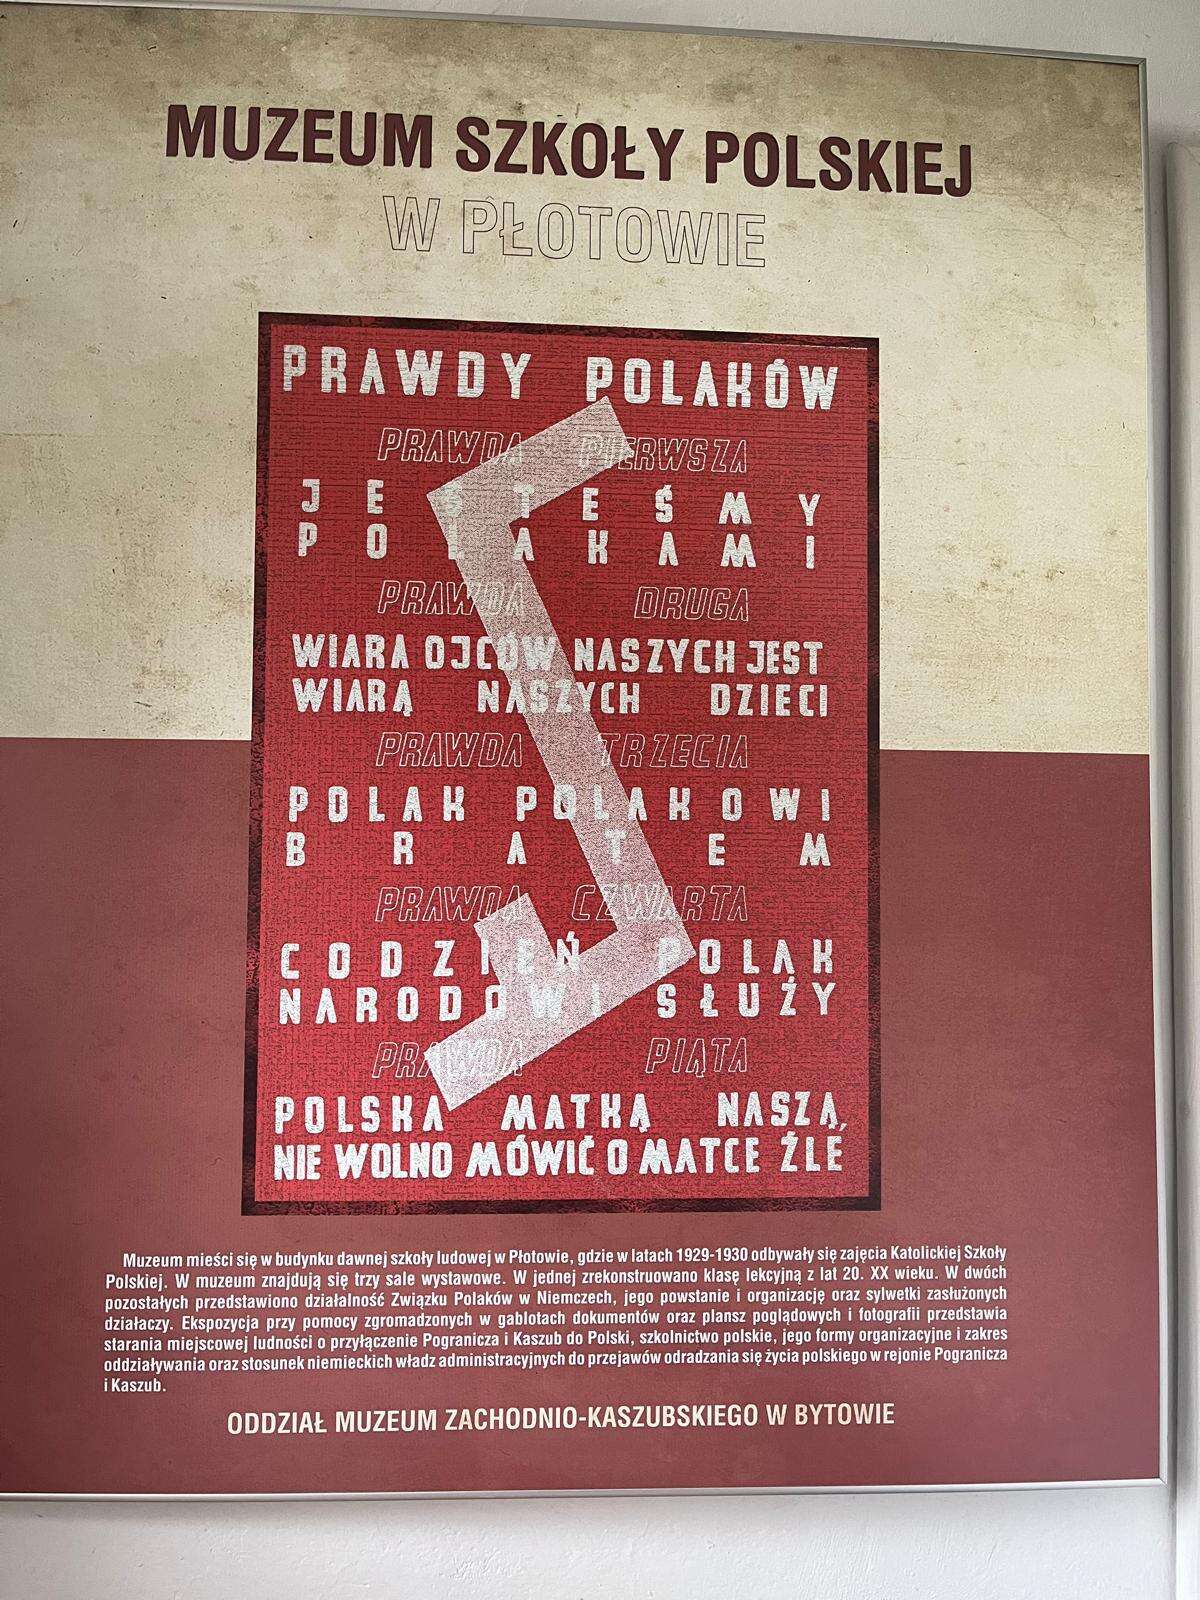 MUZEUM SZKOŁY POLSKIEJ
W PŁOTOWIE
PRAWDY POLAKÓW
PRAWDA PIERWSZA
JESTEŚMY
POLAKAMI
PRAWDA DRUGA
WIARA OJCÓW NASZYCH JEST
WIARĄ NASZYCH DZIECI
PRAWDA TRZECIA
POLAK POLAKOWI
BRATEM
PRAWDA CZWARTA
CODZIEŃ POLAK
NARODOWI SŁUŻY
PRAWDA PIĄTA
POLSKA MATKĄ NASZĄ,
NIE WOLNO MÓWIĆ O MATCE ŹLE
Muzeum mieści się w budynku dawnej szkoły ludowej w Płotowie, gdzie w latach 1929-1930 odbywały się zajęcia Katolickiej Szkoły
Polskiej. W muzeum znajdują się trzy sale wystawowe. W jednej zrekonstruowano klasę lekcyjną z lat 20. XX wieku. W dwóch
pozostałych przedstawiono działalność Związku Polaków w Niemczech, jego powstanie i organizację oraz sylwetki zasłużonych
działaczy. Ekspozycja przy pomocy zgromadzonych w gablotach dokumentów oraz plansz poglądowych i fotografii przedstawia
starania miejscowej ludności o przyłączenie Pogranicza i Kaszub do Polski, szkolnictwo polskie, jego formy organizacyjne i zakres
oddziaływania oraz stosunek niemieckich władz administracyjnych do przejawów odradzania się życia polskiego w rejonie Pogranicza
i Kaszub.
ODDZIAŁ MUZEUM ZACHODNIO-KASZUBSKIEGO W BYTOWIE